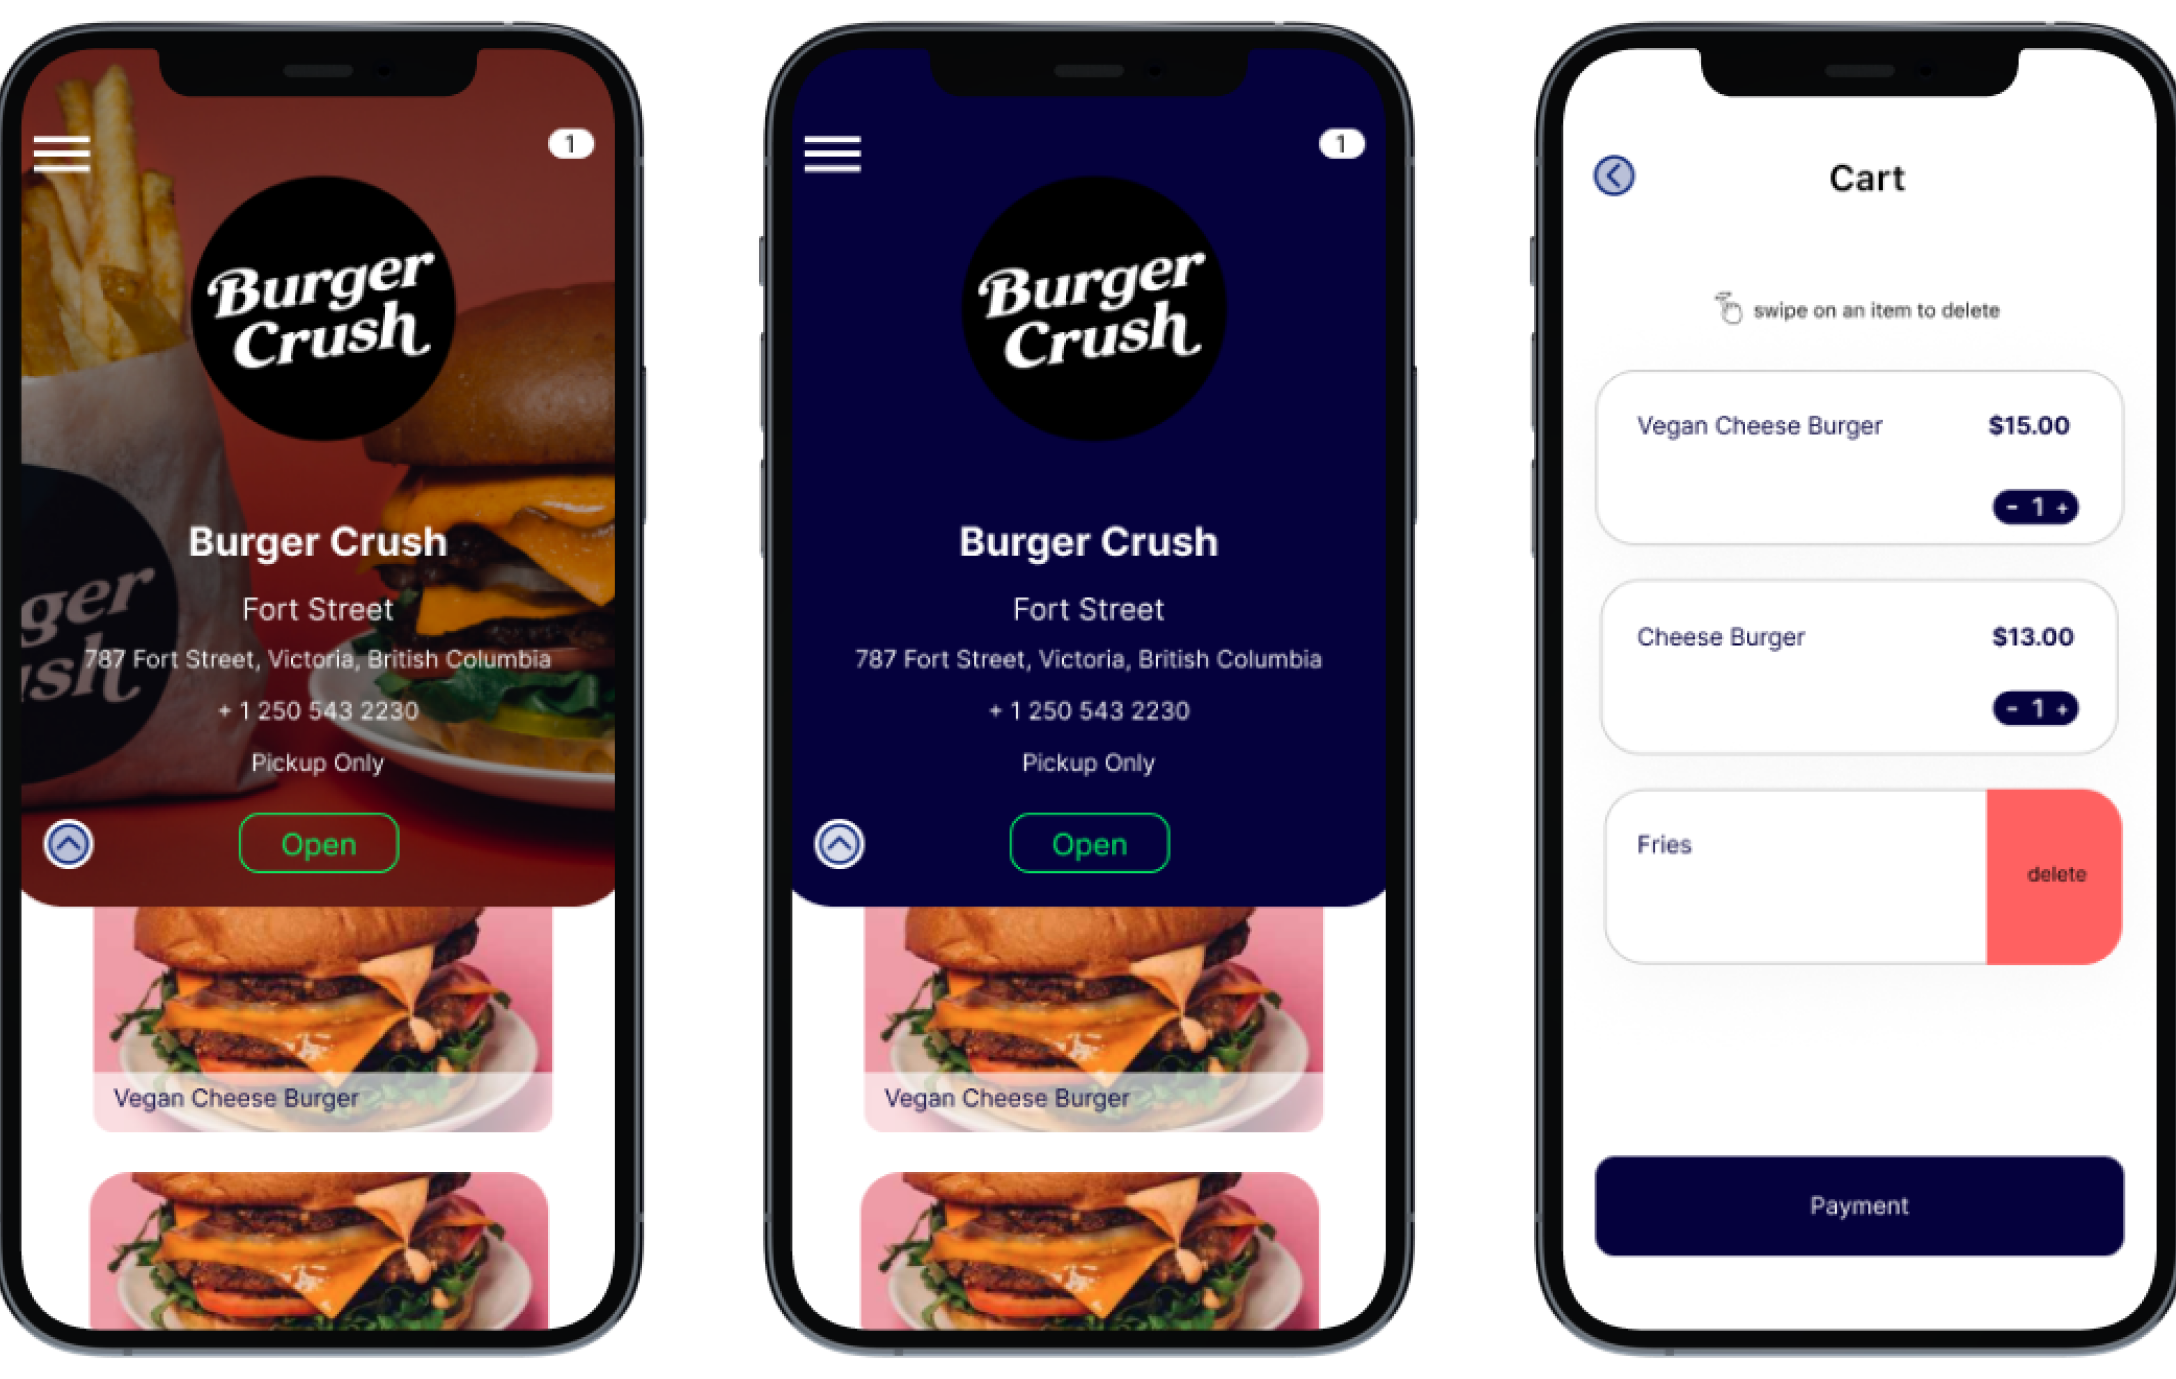 1
Burger
Crush
Burger Crush
Fort Street
ger
ush
787 Fort Street, Victoria, British Columbia
+ 1 250 543 2230
Pickup Only
Open
Vegan Cheese Burger
1
Burger
Crush
Burger Crush
Fort Street
787 Fort Street, Victoria, British Columbia
+ 1 250 543 2230
Pickup Only
Open
Vegan Cheese Burger
Cart
swipe on an item to delete
Vegan Cheese Burger $15.00
- 1 +
Cheese Burger $13.00
- 1 +
Fries
delete
Payment